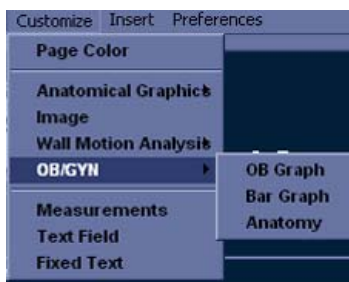 Customize Insert Preferences
Page Color
Anatomical Graphics
Image
Wall Motion Analysis
OB/GYN
OB Graph
Bar Graph
Anatomy
Measurements
Text Field
Fixed Text